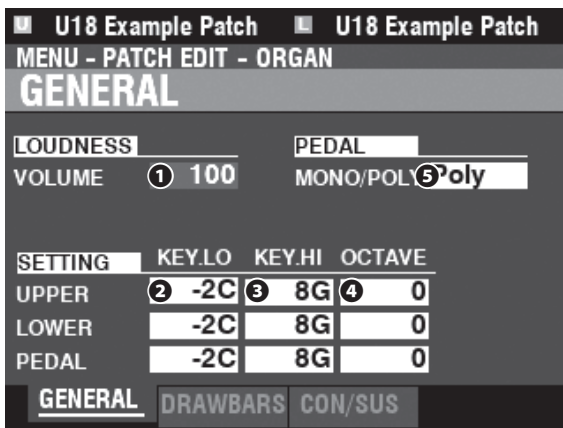 U U18 Example Patch L U18 Example Patch
MENU - PATCH EDIT - ORGAN
GENERAL
LOUDNESS PEDAL
VOLUME 1 100 MONO/POLY 5 Poly
SETTING KEY.LO KEY.HI OCTAVE
UPPER 2 -2C 3 8G 4 0
LOWER -2C 8G 0
PEDAL -2C 8G 0
GENERAL DRAWBARS CON/SUS